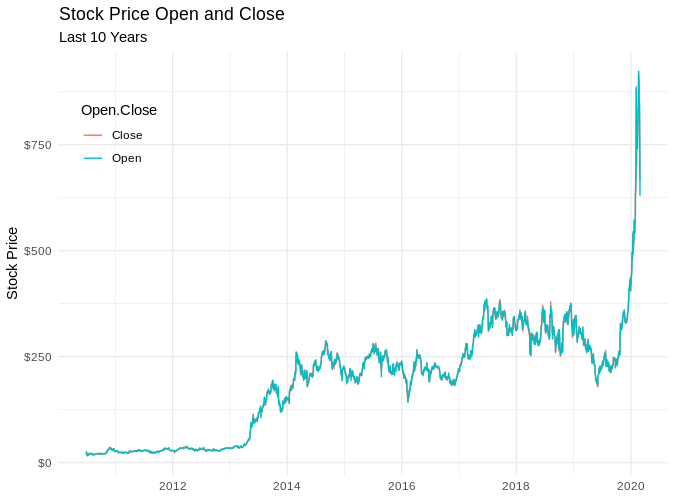 Stock Price Open and Close
Last 10 Years
Open.Close
Close
Open
Stock Price
$750
$500
$250
$0
2012
2014
2016
2018
2020